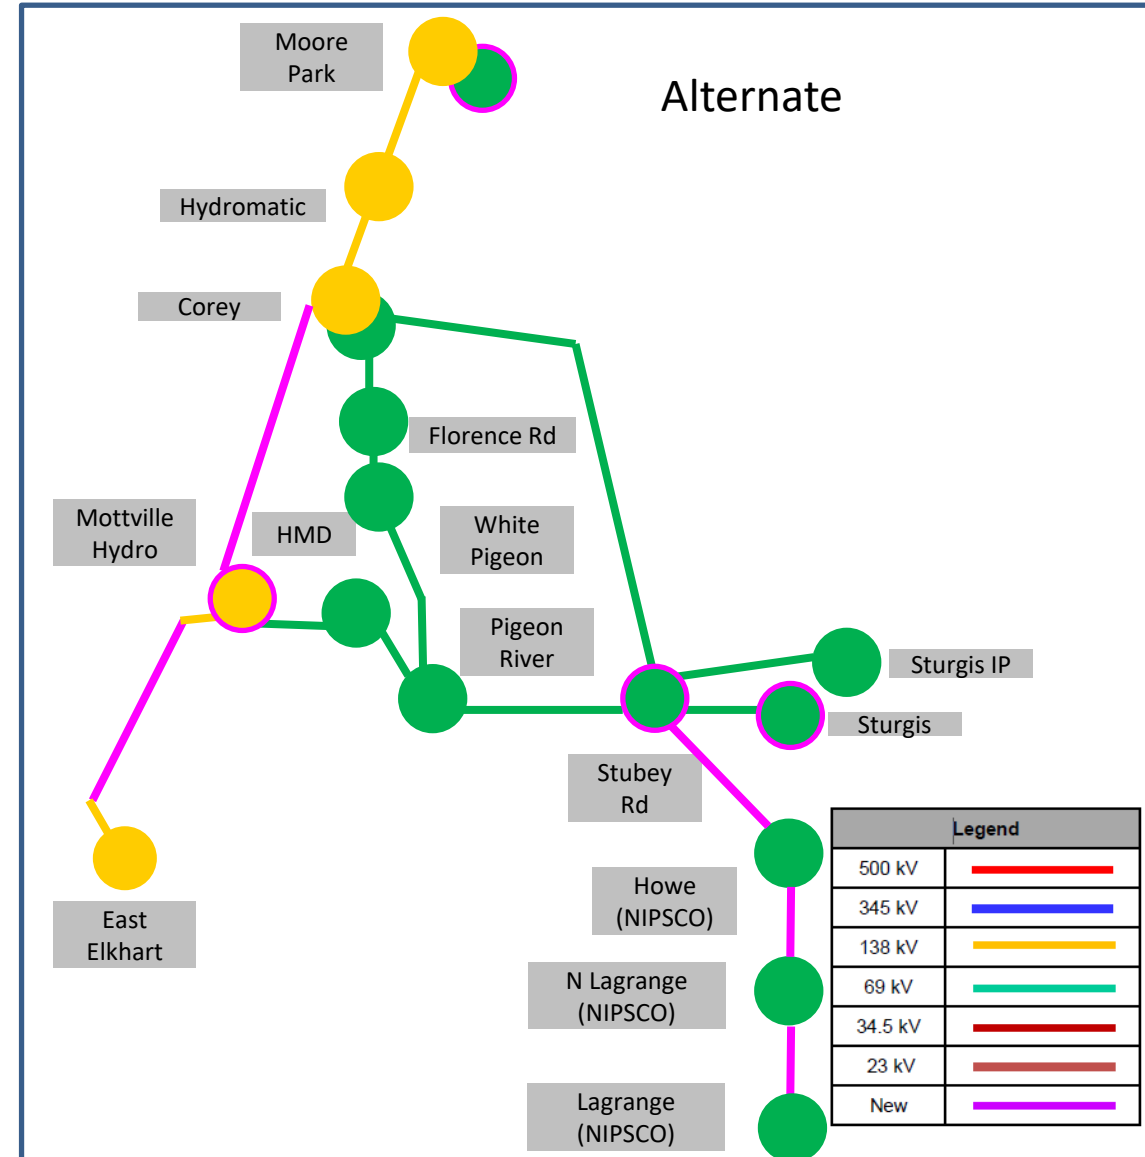 Moore
Park
Alternate
Hydromatic
Corey
Florence Rd
Mottville
Hydro
HMD
White
Pigeon
Pigeon
River
Sturgis IP
Sturgis
Stubey
Rd
Howe
(NIPSCO)
East
Elkhart
N Lagrange
(NIPSCO)
Lagrange
(NIPSCO)
Legend
500 kV
345 kV
138 kV
69 kV
34.5 kV
23 kV
New